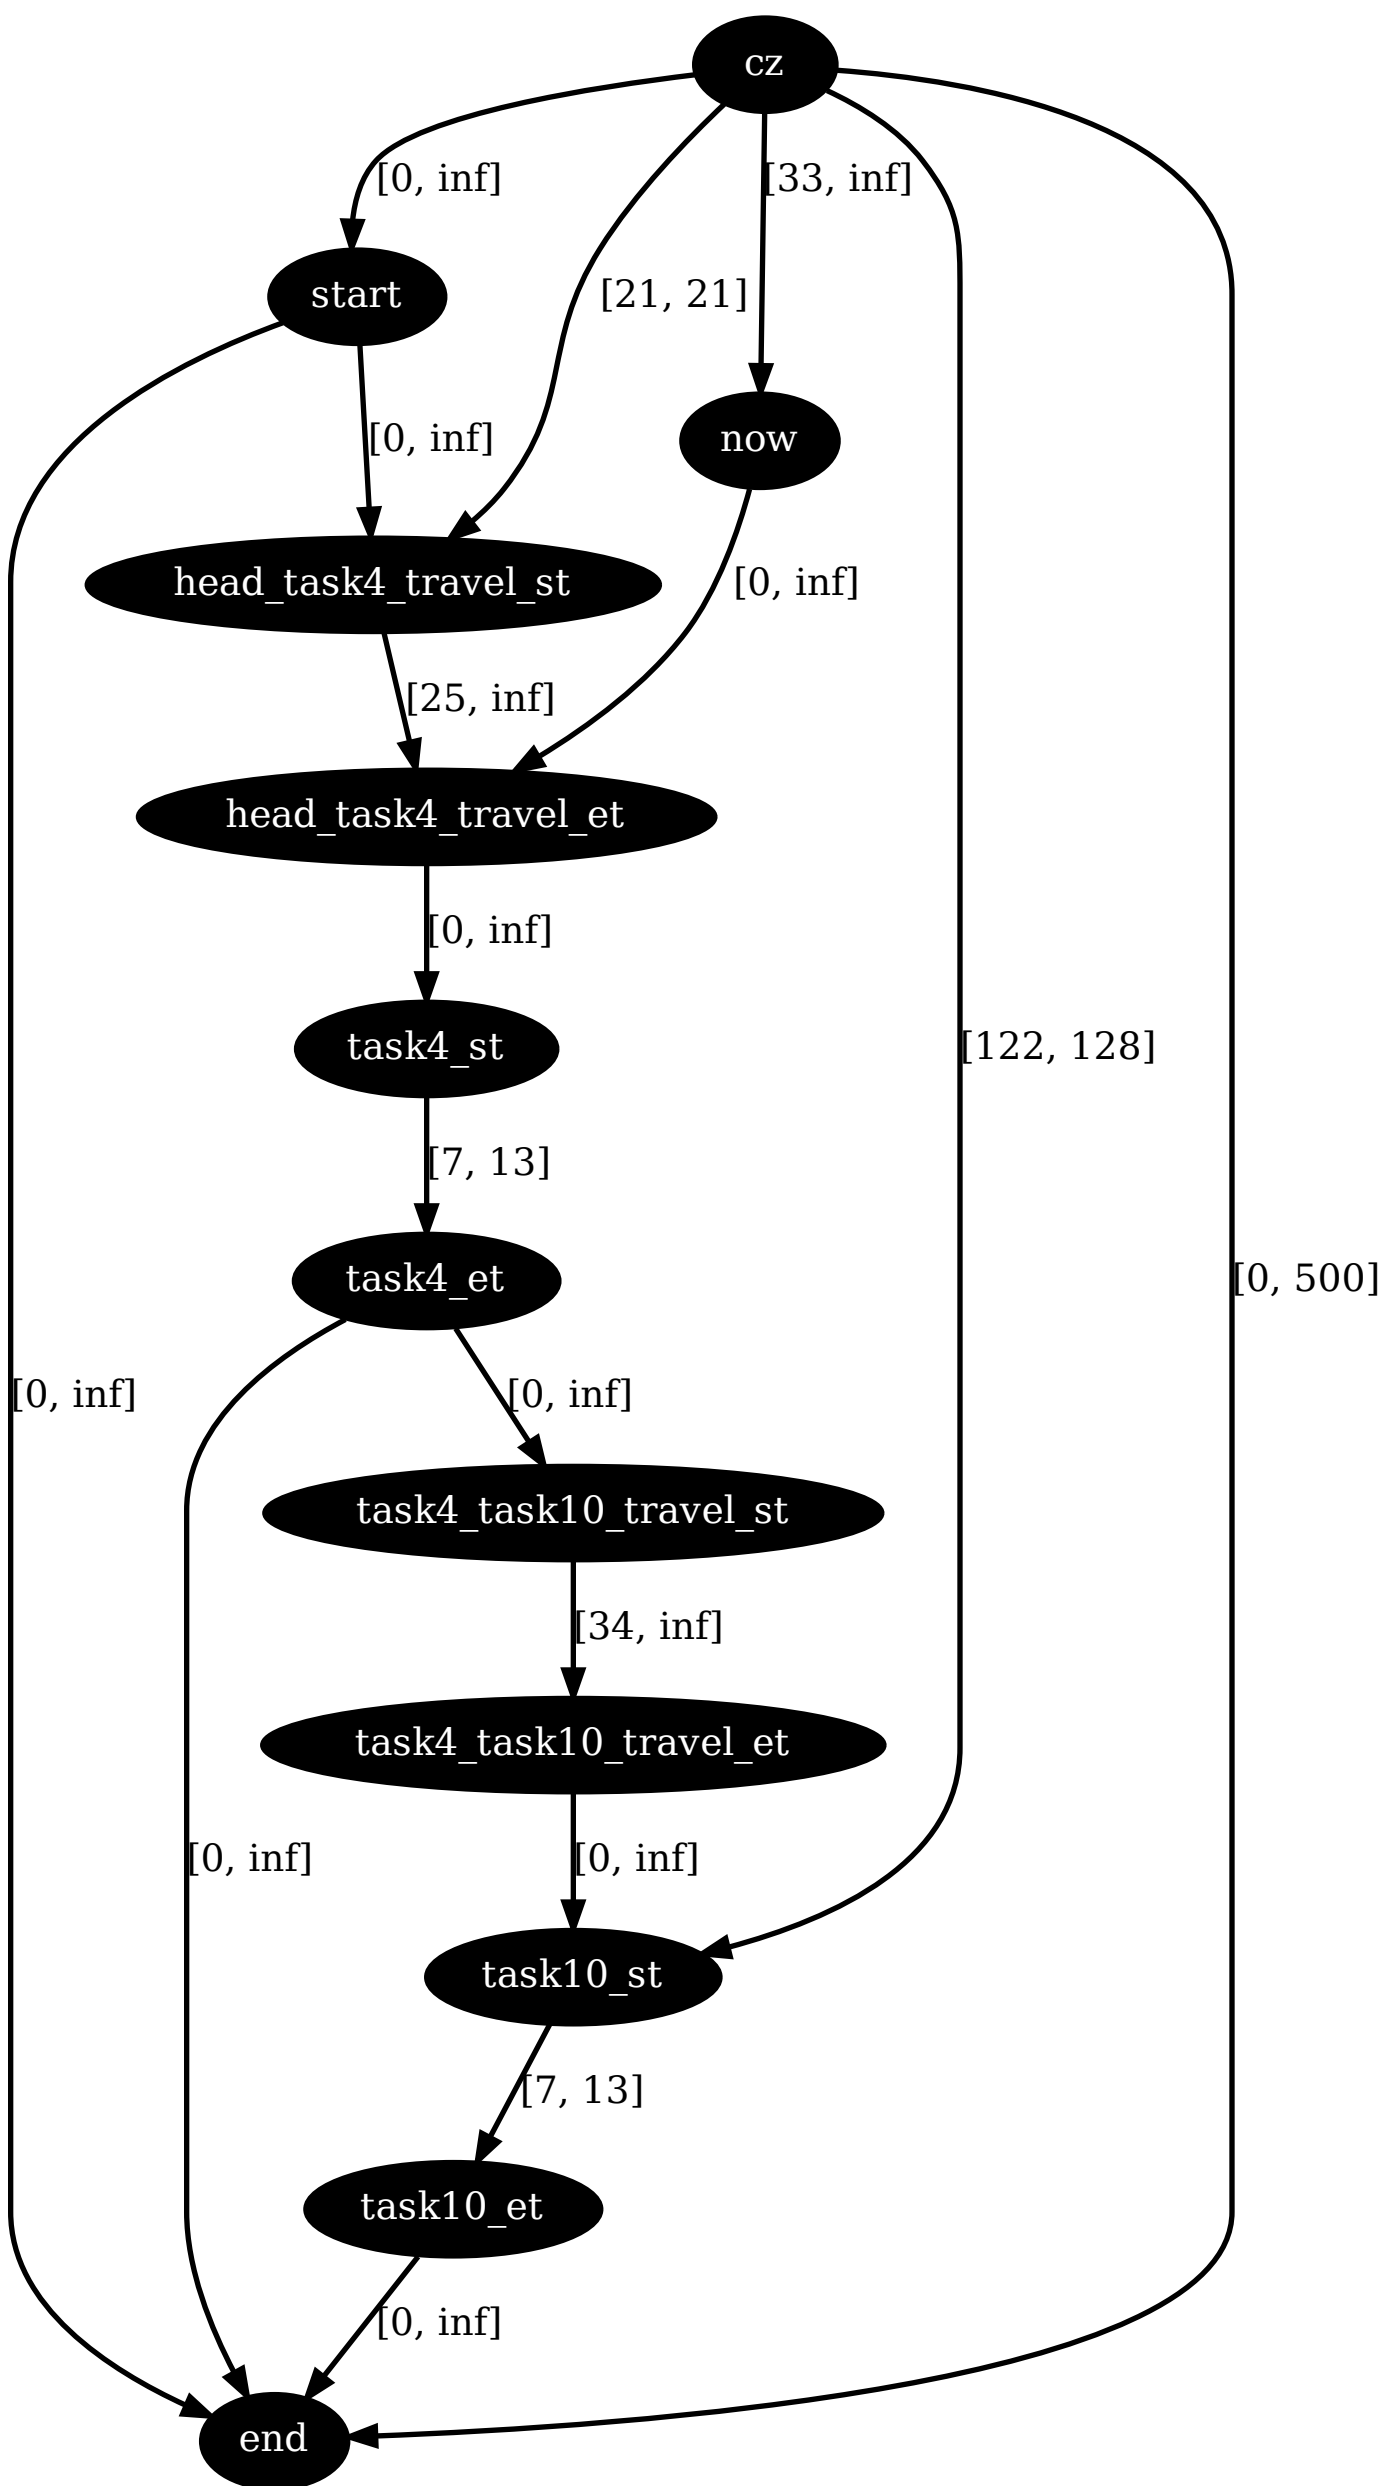 cz
[0, inf]
[33, inf]
start
[21, 21]
[0, inf]
now
head_task4_travel_st
[0, inf]
[25, inf]
head_task4_travel_et
[0, inf]
task4_st
[122, 128]
[7, 13]
task4_et
[0, 500]
[0, inf]
[0, inf]
task4_task10_travel_st
[34, inf]
task4_task10_travel_et
[0, inf]
[0, inf]
task10_st
[7, 13]
task10_et
[0, inf]
end